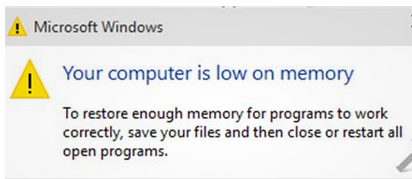 Microsoft Windows
Your computer is low on memory
To restore enough memory for programs to work
correctly, save your files and then close or restart all
open programs.